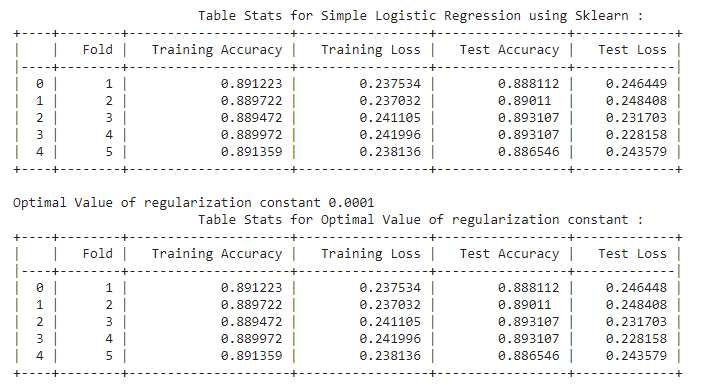 Table Stats for Simple Logistic Regression using Sklearn :
+----+--------+---------------------+-----------------+-----------------+-------------+
|    |   Fold |   Training Accuracy |   Training Loss |   Test Accuracy |   Test Loss |
|----+--------+---------------------+-----------------+-----------------+-------------|
|  0 |      1 |            0.891223 |        0.237534 |        0.888112 |    0.246449 |
|  1 |      2 |            0.889722 |        0.237032 |        0.89011  |    0.248408 |
|  2 |      3 |            0.889472 |        0.241105 |        0.893107 |    0.231703 |
|  3 |      4 |            0.889972 |        0.241996 |        0.893107 |    0.228158 |
|  4 |      5 |            0.891359 |        0.238136 |        0.886546 |    0.243579 |
+----+--------+---------------------+-----------------+-----------------+-------------+
Optimal Value of regularization constant 0.0001
Table Stats for Optimal Value of regularization constant :
+----+--------+---------------------+-----------------+-----------------+-------------+
|    |   Fold |   Training Accuracy |   Training Loss |   Test Accuracy |   Test Loss |
|----+--------+---------------------+-----------------+-----------------+-------------|
|  0 |      1 |            0.891223 |        0.237534 |        0.888112 |    0.246448 |
|  1 |      2 |            0.889722 |        0.237032 |        0.89011  |    0.248408 |
|  2 |      3 |            0.889472 |        0.241105 |        0.893107 |    0.231703 |
|  3 |      4 |            0.889972 |        0.241996 |        0.893107 |    0.228158 |
|  4 |      5 |            0.891359 |        0.238136 |        0.886546 |    0.243579 |
+----+--------+---------------------+-----------------+-----------------+-------------+